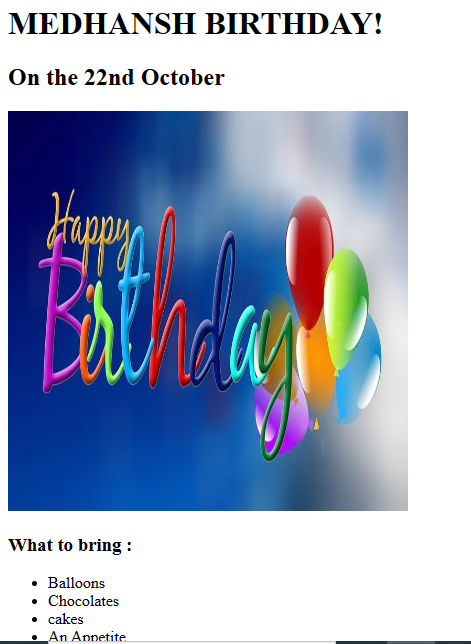 MEDHANSH BIRTHDAY!
On the 22nd October
Happy
Birthday
What to bring :
Balloons
Chocolates
cakes
An Appetite